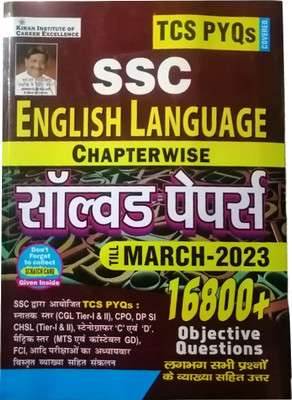 KIRAN INSTITUTE OF
CAREER EXCELLENCE
TCS PYQs
COVERED
SSC
ENGLISH LANGUAGE
CHAPTERWISE
सॉल्वड पेपर्स
TILL MARCH-2023
Don't
Forget
to collect
SCRATCH CARD
Given Inside
16800+
Objective
Questions
SSC द्वारा आयोजित TCS PYQs :
स्नातक स्तर (CGL Tier-I & II), CPO, DP SI
CHSL (Tier-I & II), स्टेनोग्राफर 'C' एवं 'D',
मैट्रिक स्तर (MTS एवं कांस्टेबल GD),
FCI, आदि परीक्षाओं का अध्यायवार
विस्तृत व्याख्या सहित संकलन
लगभग सभी प्रश्नों
के व्याख्या सहित उत्तर